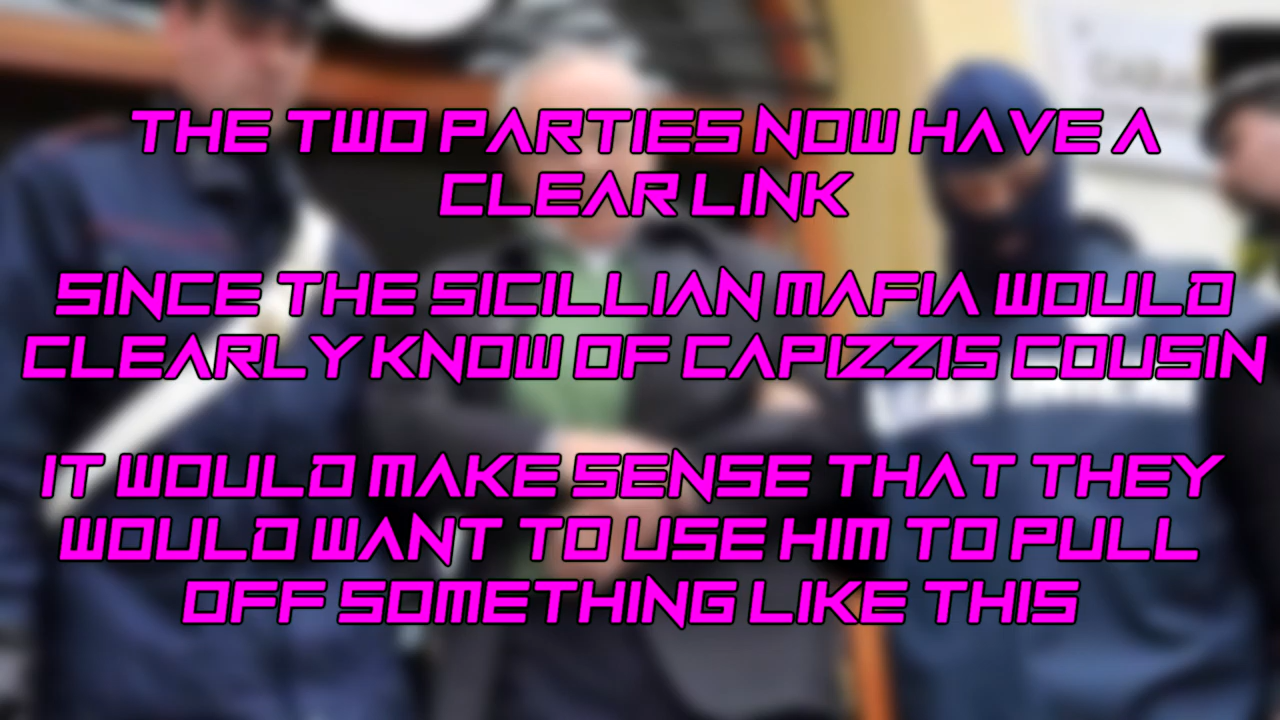 THE TWO PARTIES NOW HAVE A
CLEAR LINK
SINCE THE SICILLIAN MAFIA WOULD
CLEARLY KNOW OF CAPIZZIS COUSIN
IT WOULD MAKE SENSE THAT THEY
WOULD WANT TO USE HIM TO PULL
OFF SOMETHING LIKE THIS